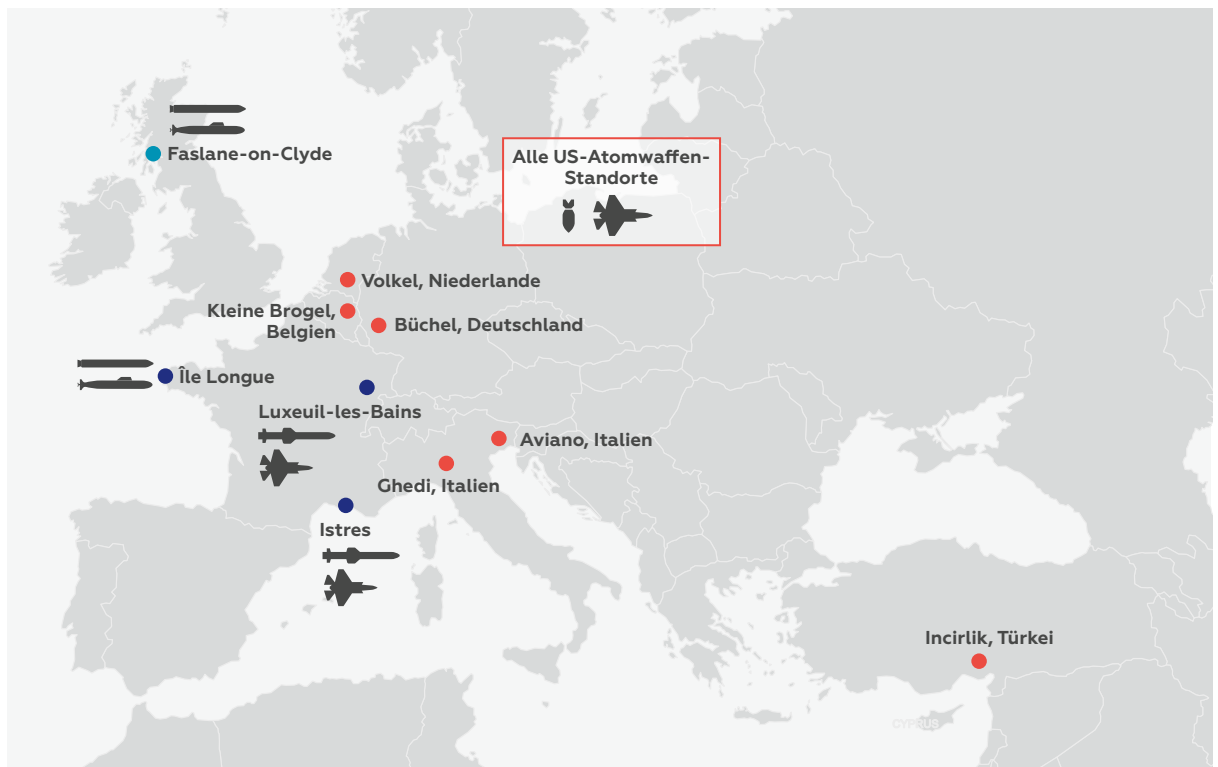 Faslane-on-Clyde
Alle US-Atomwaffen-
Standorte
Volkel, Niederlande
Kleine Brogel,
Belgien
Büchel, Deutschland
Île Longue
Luxeuil-les-Bains
Aviano, Italien
Ghedi, Italien
Istres
Incirlik, Türkei
CYPRUS